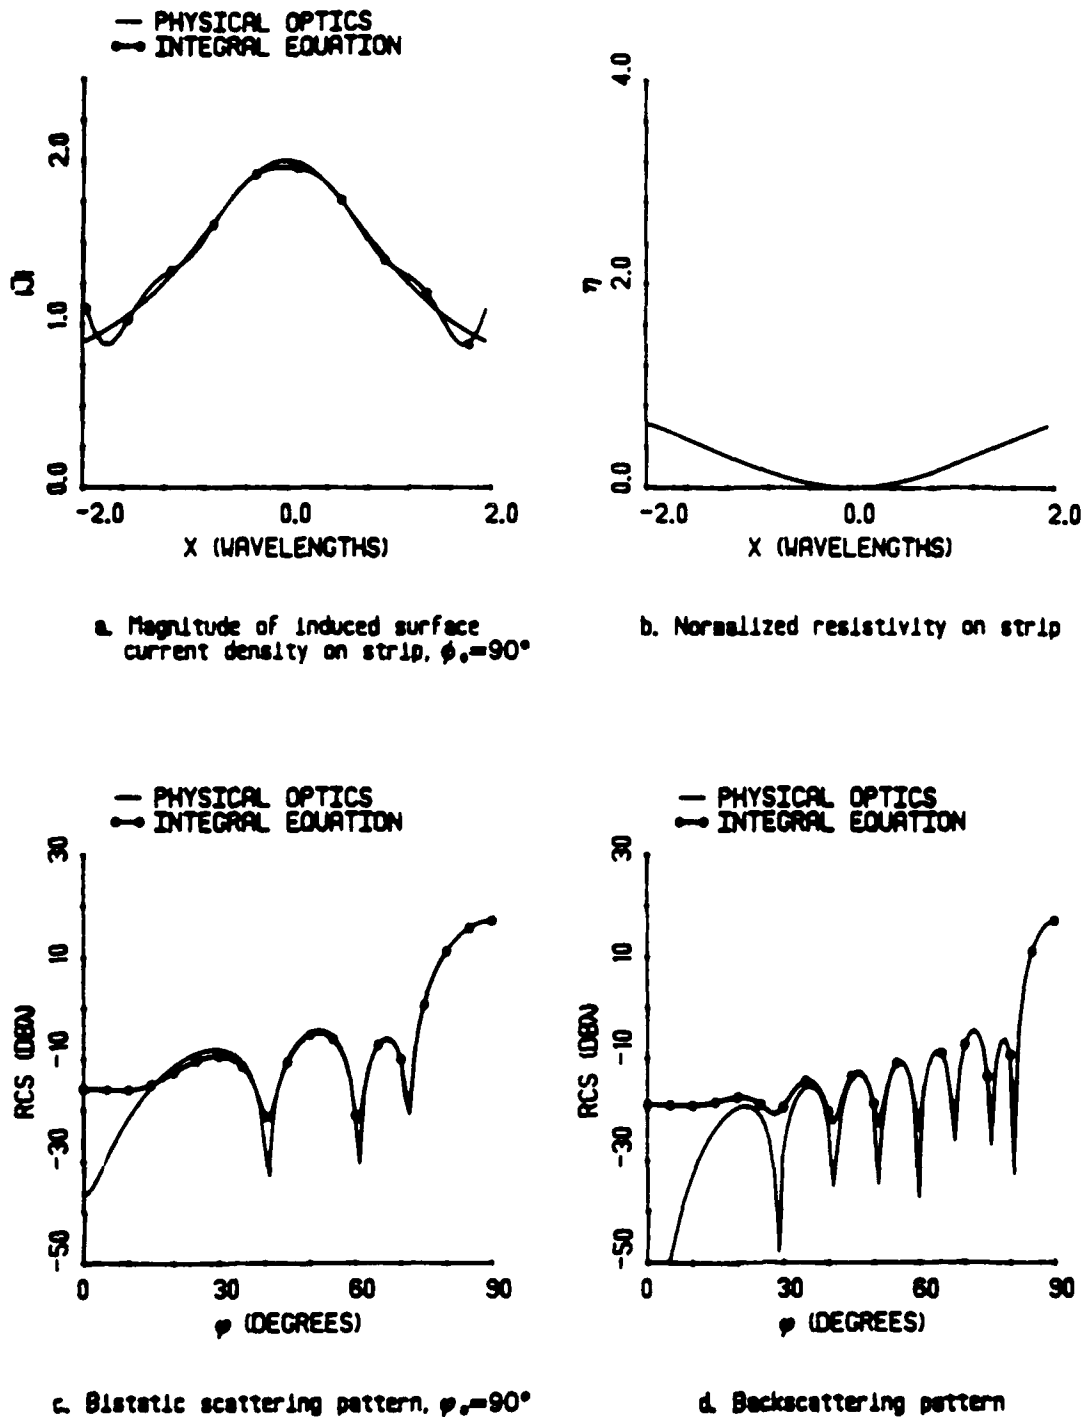 — PHYSICAL OPTICS
INTEGRAL EQUATION
|J|
2.0
1.0
0.0
-2.0 0.0 2.0
X (WAVELENGTHS)
a. Magnitude of induced surface
current density on strip, ϕ₀=90°
η
4.0
2.0
0.0
-2.0 0.0 2.0
X (WAVELENGTHS)
b. Normalized resistivity on strip
— PHYSICAL OPTICS
INTEGRAL EQUATION
RCS (DBλ)
30
10
-10
-30
-50
0 30 60 90
φ (DEGREES)
c. Bistatic scattering pattern, φ₀=90°
— PHYSICAL OPTICS
INTEGRAL EQUATION
RCS (DBλ)
30
10
-10
-30
-50
0 30 60 90
φ (DEGREES)
d. Backscattering pattern